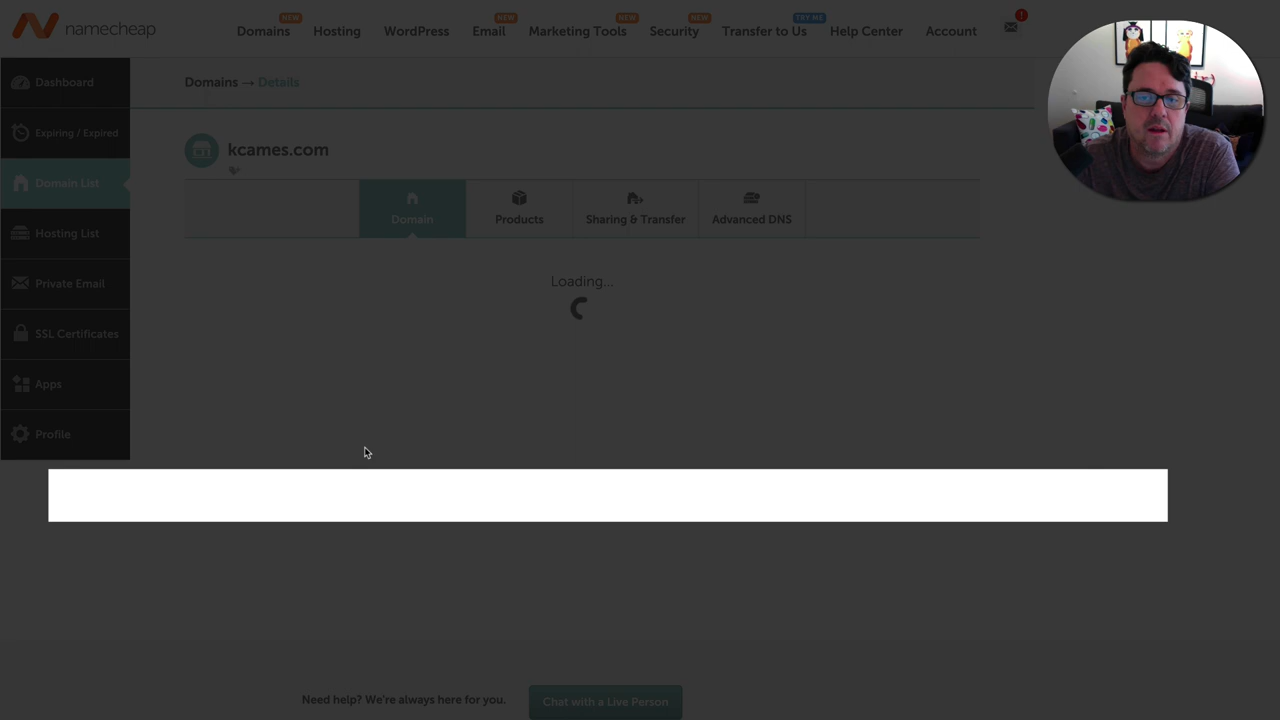 namecheap
NEW NEW NEW NEW TRY ME
Domains Hosting WordPress Email Marketing Tools Security Transfer to Us Help Center Account
Dashboard
Expiring / Expired
Domain List
Hosting List
Private Email
SSL Certificates
Apps
Profile
Domains → Details
kcames.com
Domain Products Sharing & Transfer Advanced DNS
Loading...
Need help? We're always here for you.
Chat with a Live Person